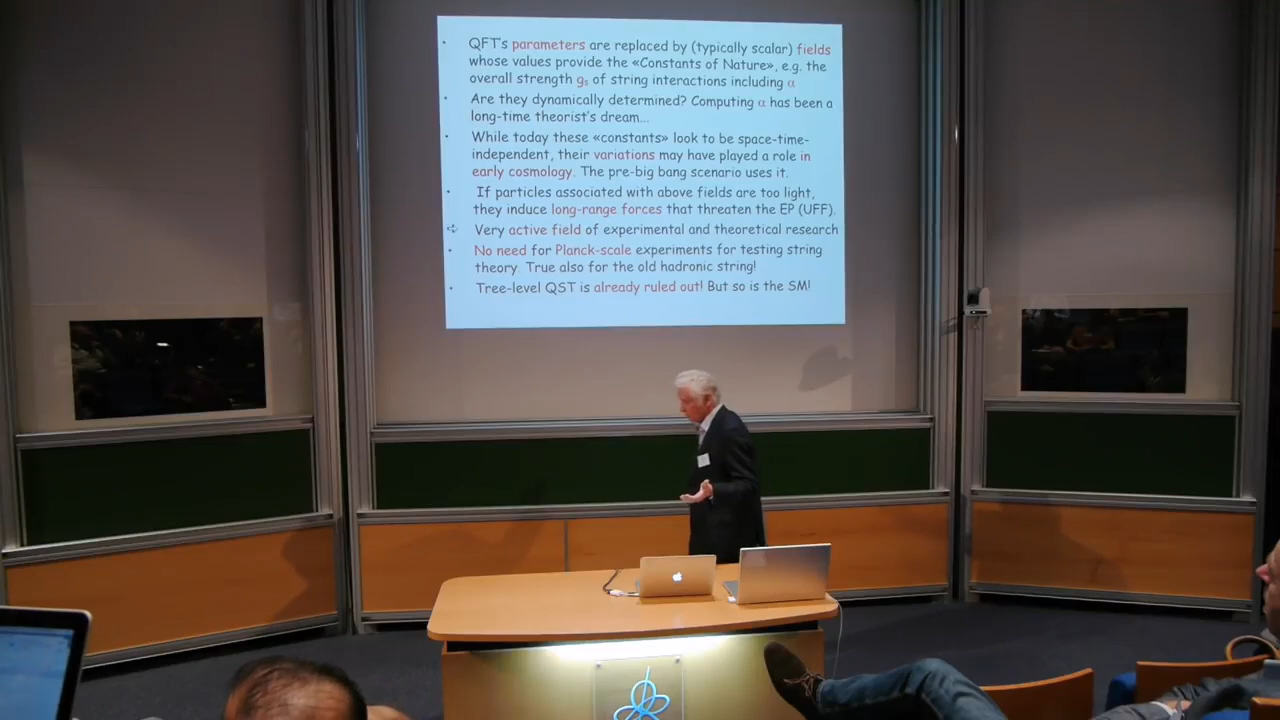 QFT's parameters are replaced by (typically scalar) fields
whose values provide the «Constants of Nature», e.g. the
overall strength gs of string interactions including α
Are they dynamically determined? Computing α has been a
long-time theorist's dream...
While today these «constants» look to be space-time-
independent, their variations may have played a role in
early cosmology. The pre-big bang scenario uses it.
If particles associated with above fields are too light,
they induce long-range forces that threaten the EP (UFF).
Very active field of experimental and theoretical research
No need for Planck-scale experiments for testing string
theory. True also for the old hadronic string!
Tree-level QST is already ruled out! But so is the SM!